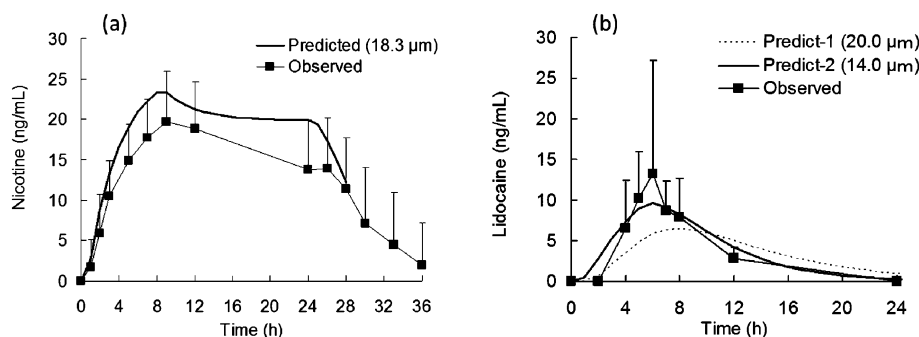 (a)
Nicotine (ng/mL)
30
25
20
15
10
5
0
Predicted (18.3 μm)
Observed
0 4 8 12 16 20 24 28 32 36
Time (h)
(b)
Lidocaine (ng/mL)
30
25
20
15
10
5
0
Predict-1 (20.0 μm)
Predict-2 (14.0 μm)
Observed
0 4 8 12 16 20 24
Time (h)